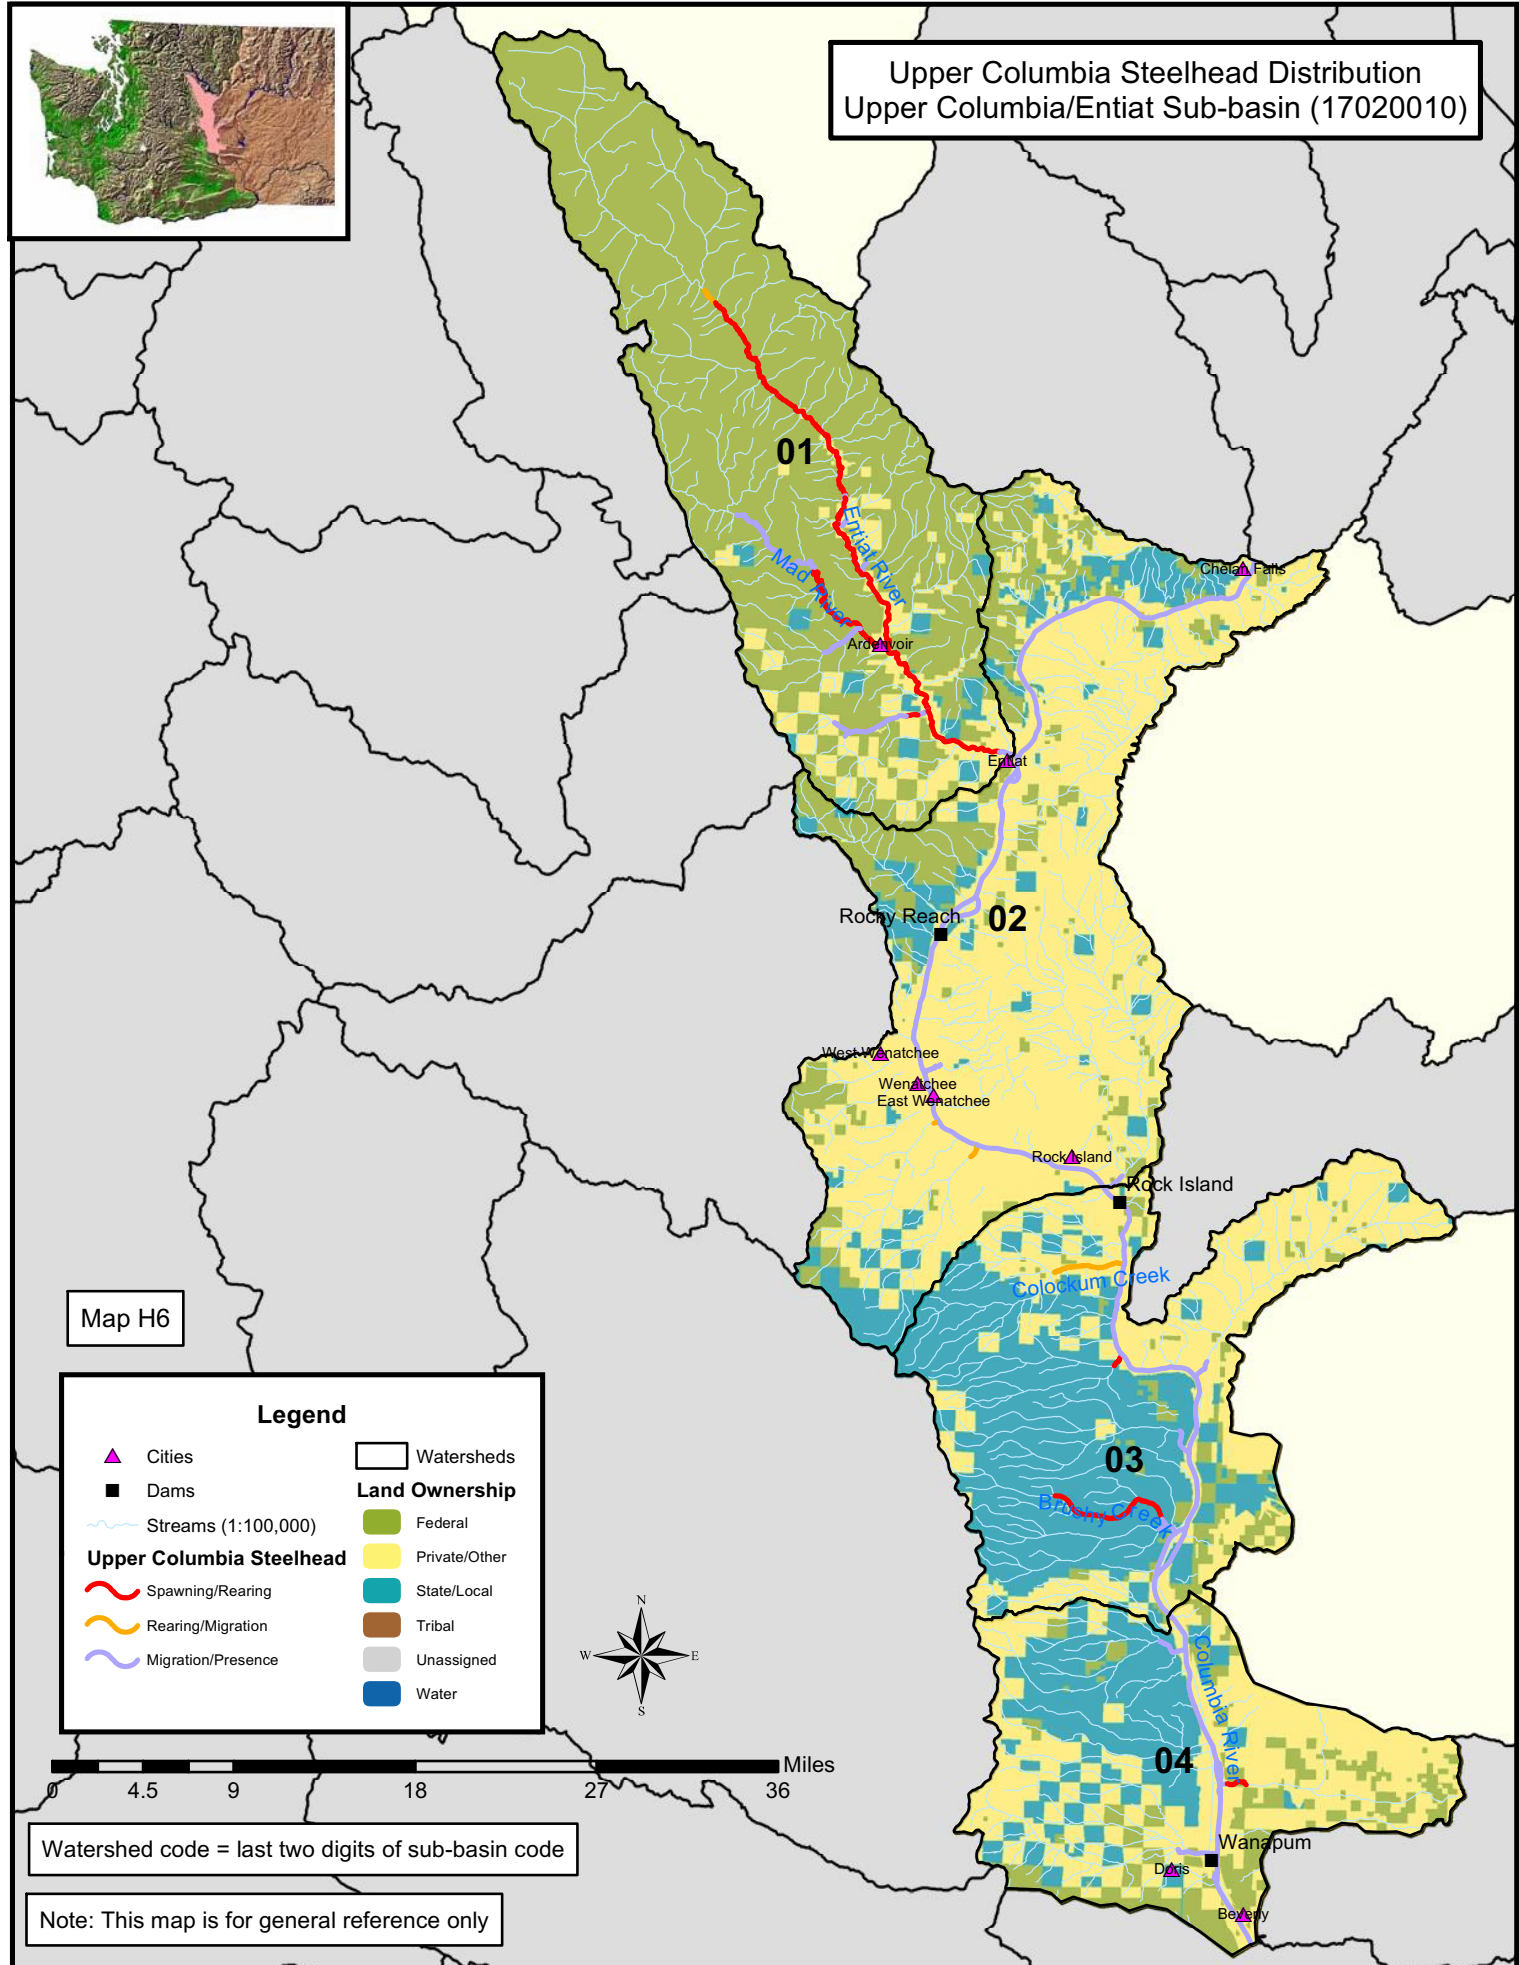 Upper Columbia Steelhead Distribution
Upper Columbia/Entiat Sub-basin (17020010)
01
Entiat River
Mad River
Chelan Falls
Ardenvoir
Entiat
Rocky Reach
02
West Wenatchee
Wenatchee
East Wenatchee
Rock Island
Rock Island
Colockum Creek
Map H6
03
Brushy Creek
Columbia River
04
Wanapum
Doris
Beverly
Legend
Cities
Dams
Streams (1:100,000)
Upper Columbia Steelhead
Spawning/Rearing
Rearing/Migration
Migration/Presence
Watersheds
Land Ownership
Federal
Private/Other
State/Local
Tribal
Unassigned
Water
N
W
E
S
Miles
0 4.5 9 18 27 36
Watershed code = last two digits of sub-basin code
Note: This map is for general reference only